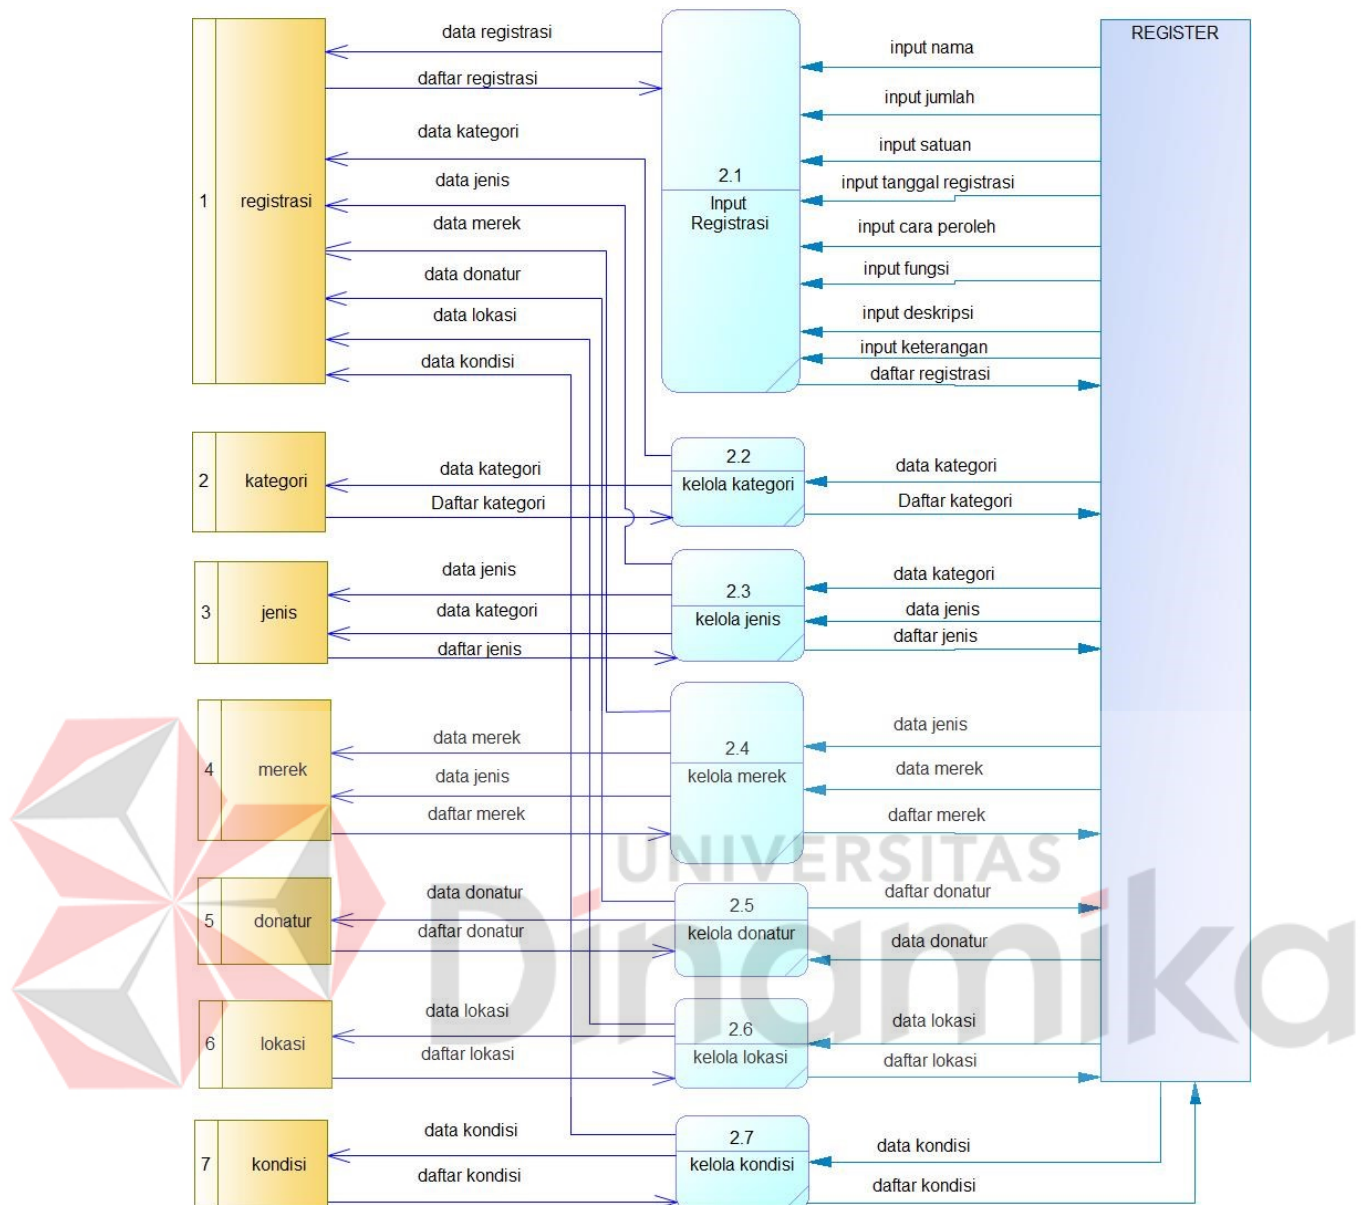 data registrasi
daftar registrasi
data kategori
data jenis
data merek
data donatur
data lokasi
data kondisi
1
registrasi
2.1
Input
Registrasi
REGISTER
input nama
input jumlah
input satuan
input tanggal registrasi
input cara peroleh
input fungsi
input deskripsi
input keterangan
daftar registrasi
2
kategori
data kategori
Daftar kategori
2.2
kelola kategori
data kategori
Daftar kategori
3
jenis
data jenis
data kategori
daftar jenis
2.3
kelola jenis
data kategori
data jenis
daftar jenis
4
merek
data merek
data jenis
daftar merek
2.4
kelola merek
data jenis
data merek
daftar merek
UNIVERSITAS
Dinamika
5
donatur
data donatur
daftar donatur
2.5
kelola donatur
daftar donatur
data donatur
6
lokasi
data lokasi
daftar lokasi
2.6
kelola lokasi
data lokasi
daftar lokasi
7
kondisi
data kondisi
daftar kondisi
2.7
kelola kondisi
data kondisi
daftar kondisi